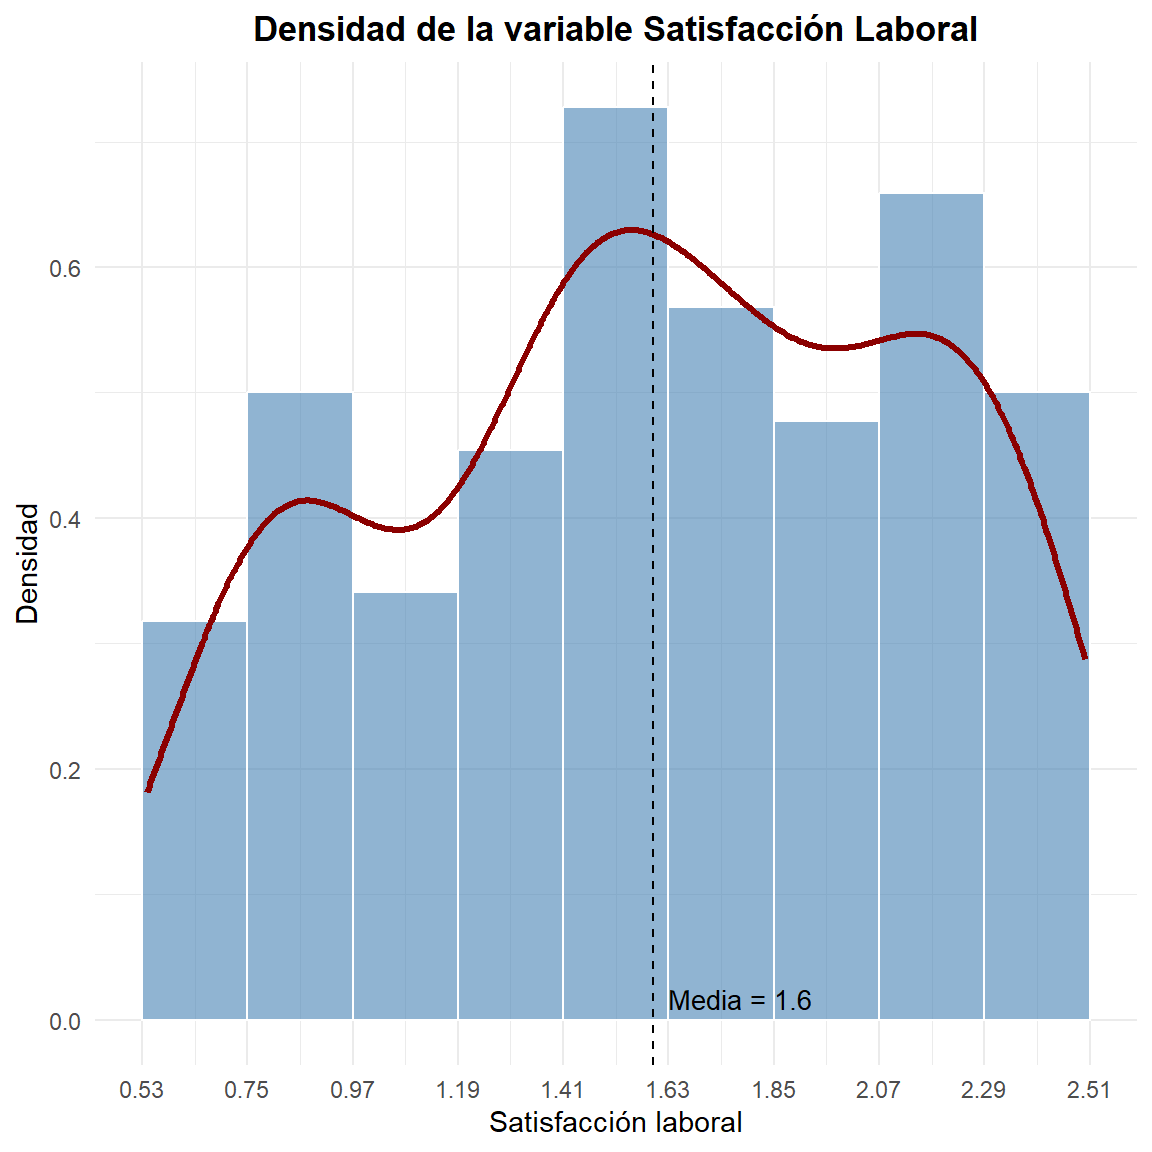 Densidad de la variable Satisfacción Laboral
Densidad
0.6
0.4
0.2
0.0
Media = 1.6
0.53 0.75 0.97 1.19 1.41 1.63 1.85 2.07 2.29 2.51
Satisfacción laboral